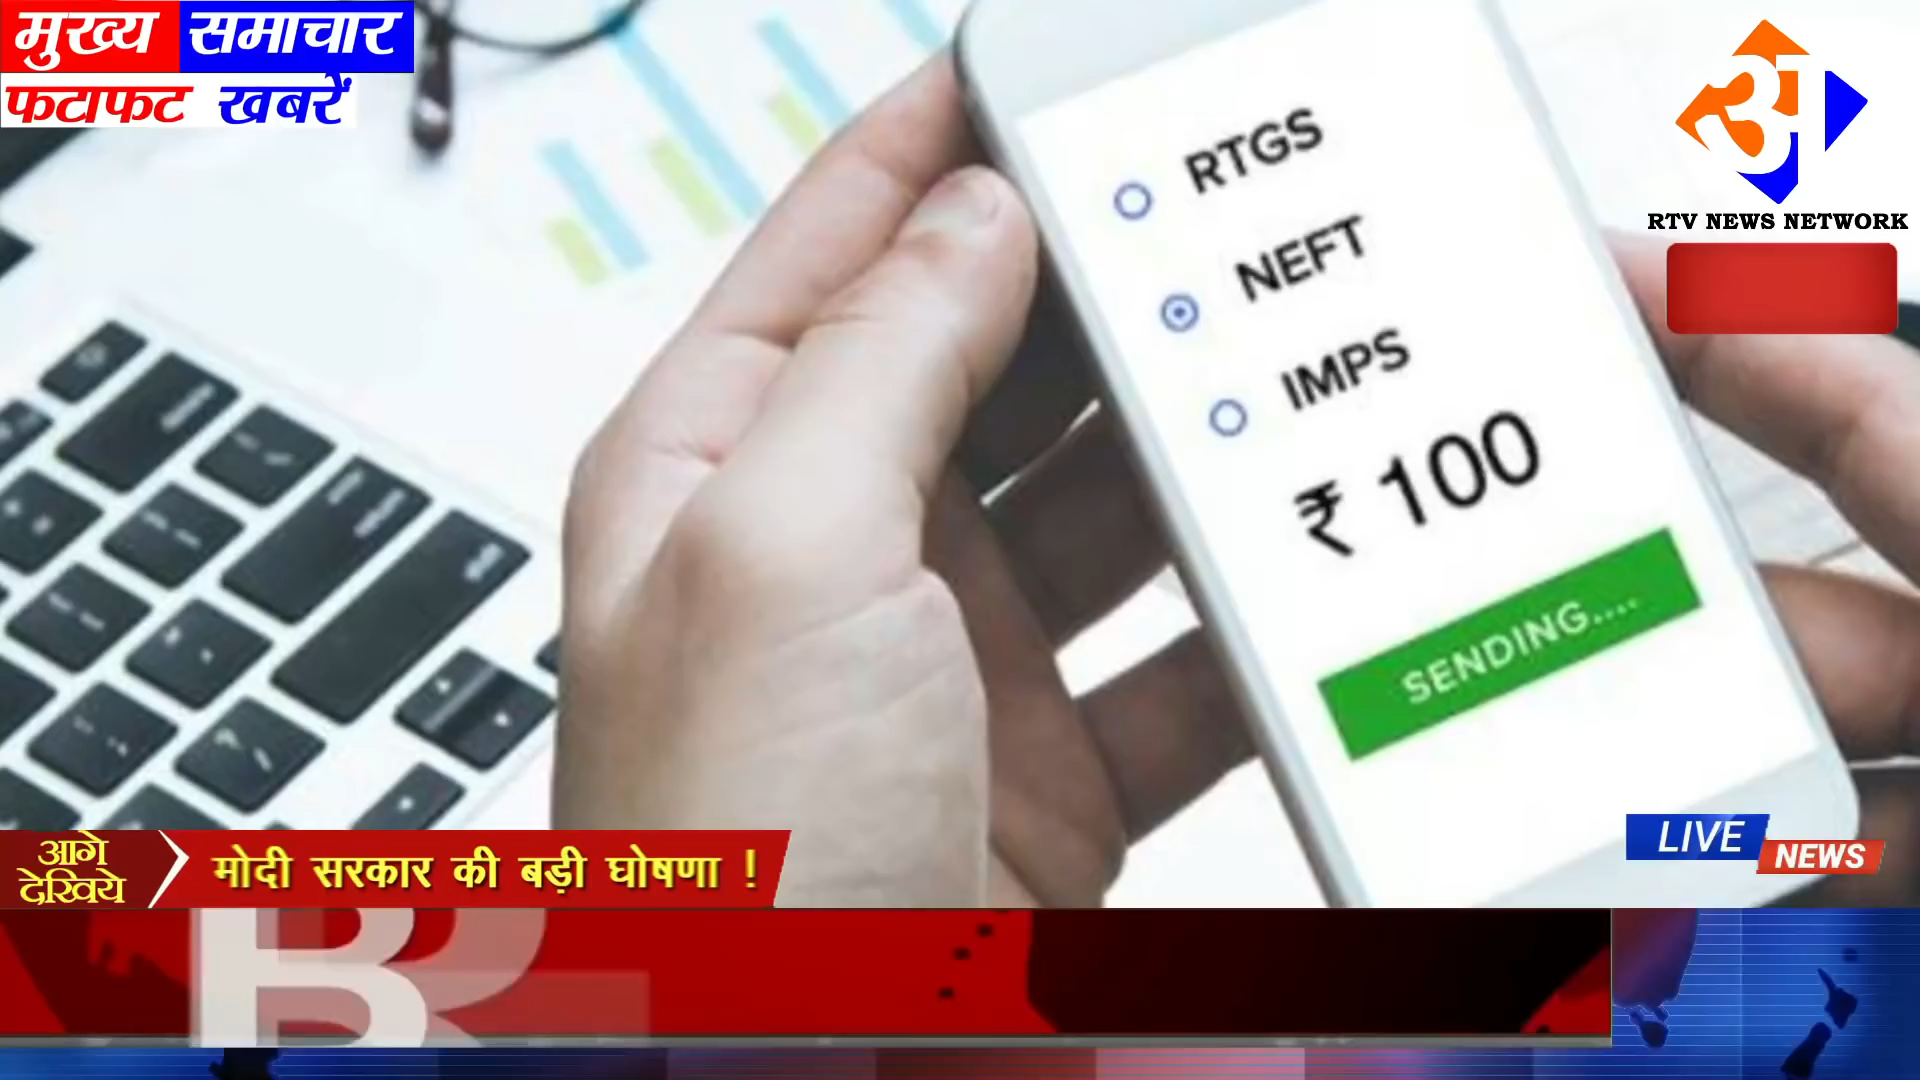 मुख्य समाचार
फटाफट खबरें
RTGS
NEFT
IMPS
₹ 100
SENDING....
अ
RTV NEWS NETWORK
LIVE
NEWS
आगे
देखिये
मोदी सरकार की बड़ी घोषणा !